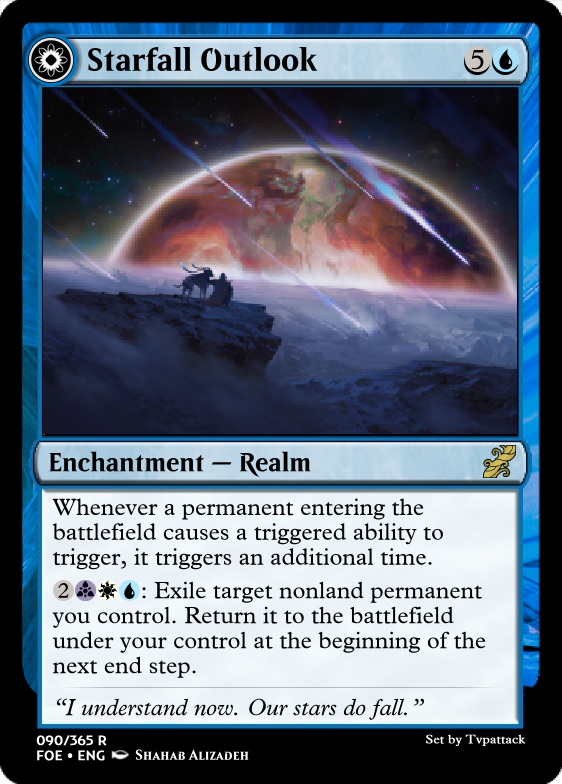 Starfall Outlook 5
Enchantment — Realm
Whenever a permanent entering the
battlefield causes a triggered ability to
trigger, it triggers an additional time.
2 : Exile target nonland permanent
you control. Return it to the battlefield
under your control at the beginning of the
next end step.
“I understand now. Our stars do fall.”
090/365 R
FOE • ENG Shahab Alizadeh
Set by Tvpattack